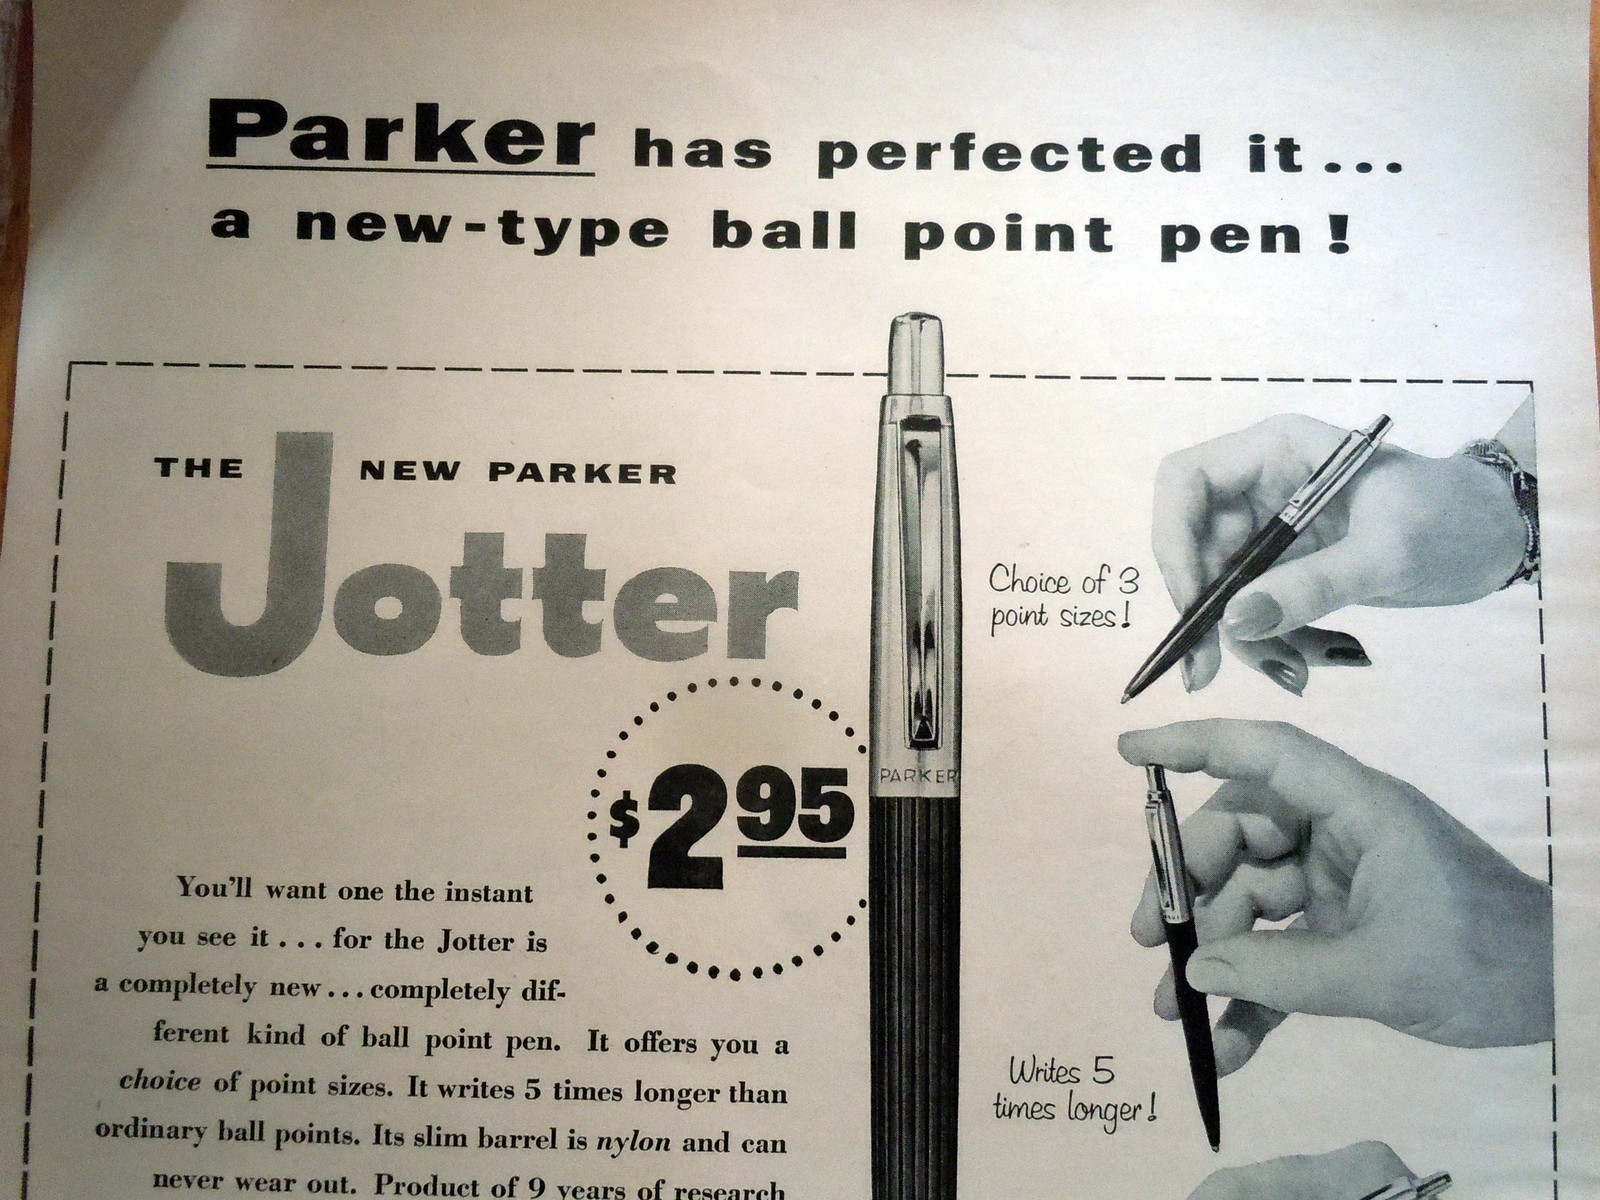 Parker has perfected it...
a new-type ball point pen!
THE NEW PARKER
Jotter
$2.95
You'll want one the instant
you see it... for the Jotter is
a completely new... completely dif-
ferent kind of ball point pen. It offers you a
choice of point sizes. It writes 5 times longer than
ordinary ball points. Its slim barrel is nylon and can
never wear out. Product of 9 years of research
PARKER
Choice of 3
point sizes!
Writes 5
times longer!